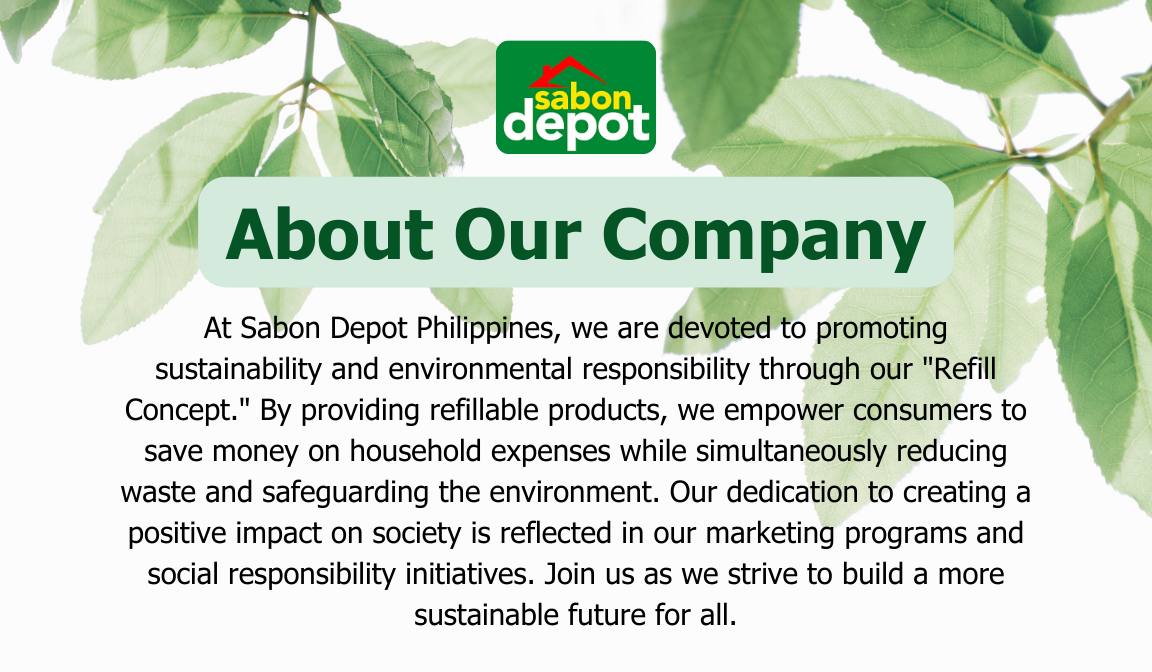 sabon
depot
About Our Company
At Sabon Depot Philippines, we are devoted to promoting
sustainability and environmental responsibility through our "Refill
Concept." By providing refillable products, we empower consumers to
save money on household expenses while simultaneously reducing
waste and safeguarding the environment. Our dedication to creating a
positive impact on society is reflected in our marketing programs and
social responsibility initiatives. Join us as we strive to build a more
sustainable future for all.